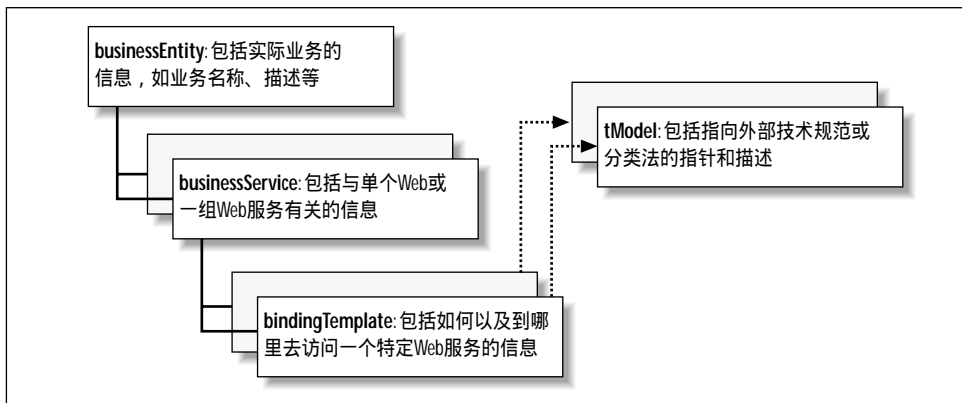 businessEntity:包括实际业务的
信息，如业务名称、描述等
tModel:包括指向外部技术规范或
分类法的指针和描述
businessService:包括与单个Web或
一组Web服务有关的信息
bindingTemplate:包括如何以及到哪
里去访问一个特定Web服务的信息